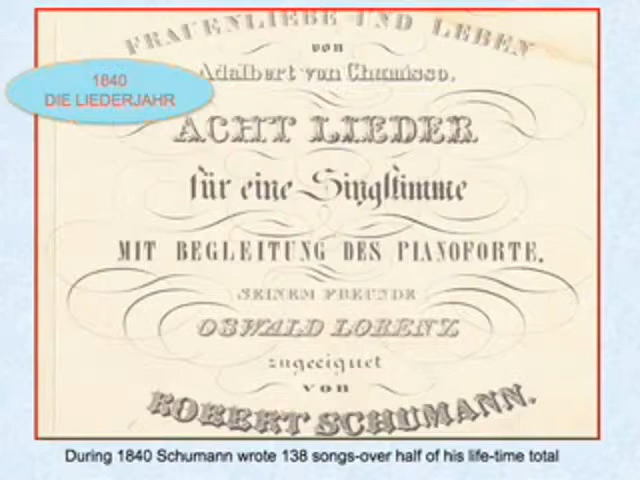 FRAUENLIEBE UND LEBEN
von
Adalbert von Chamisso.
1840
DIE LIEDERJAHR
ACHT LIEDER
für eine Singstimme
MIT BEGLEITUNG DES PIANOFORTE.
SEINEM FREUNDE
OSWALD LORENZ
zugeeignet
von
ROBERT SCHUMANN.
During 1840 Schumann wrote 138 songs-over half of his life-time total